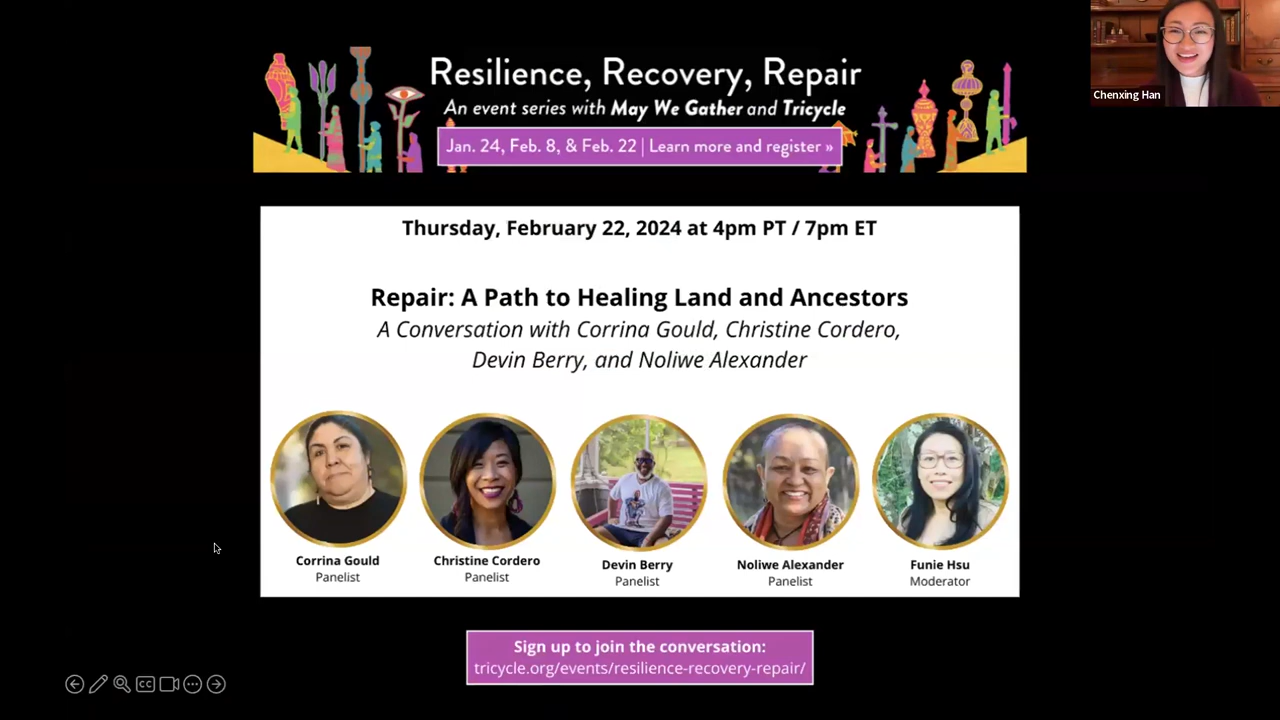 Resilience, Recovery, Repair
An event series with May We Gather and Tricycle
Jan. 24, Feb. 8, & Feb. 22 | Learn more and register »
Chenxing Han
Thursday, February 22, 2024 at 4pm PT / 7pm ET
Repair: A Path to Healing Land and Ancestors
A Conversation with Corrina Gould, Christine Cordero,
Devin Berry, and Noliwe Alexander
Corrina Gould
Panelist
Christine Cordero
Panelist
Devin Berry
Panelist
Noliwe Alexander
Panelist
Funie Hsu
Moderator
Sign up to join the conversation:
tricycle.org/events/resilience-recovery-repair/
CC